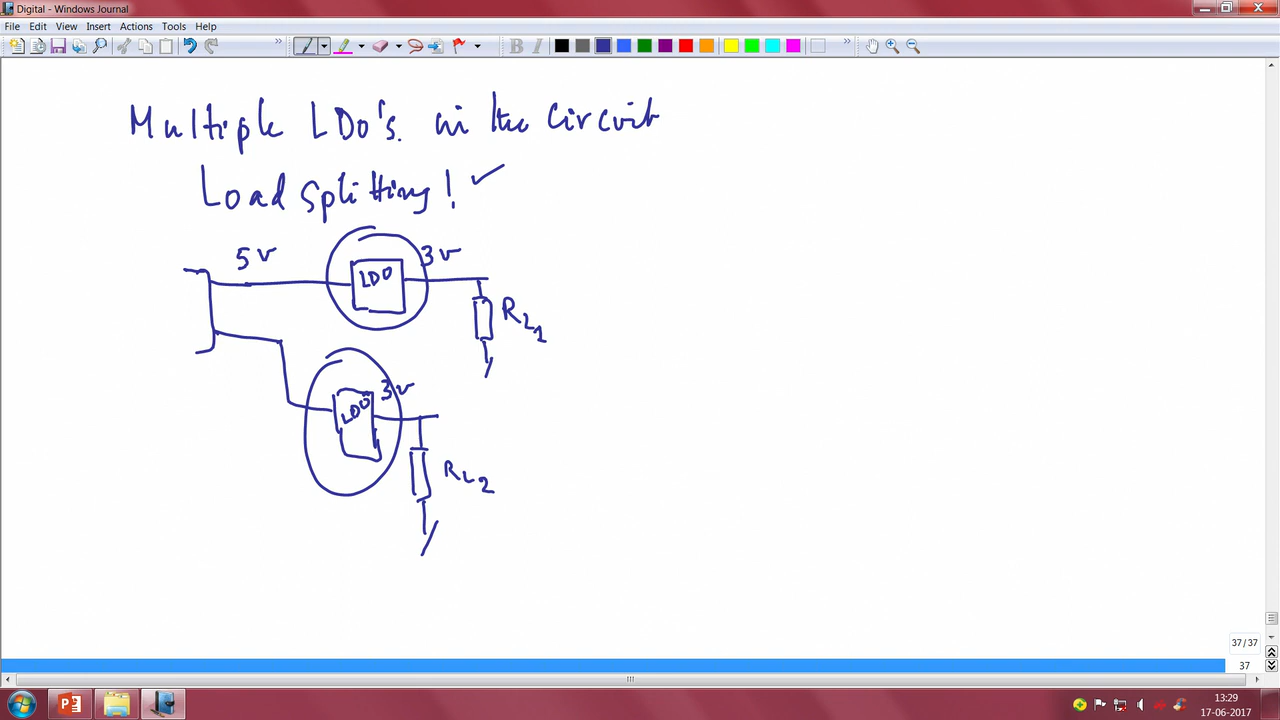 Digital - Windows Journal
File Edit View Insert Actions Tools Help
Multiple LDO's. in the Circuit
Load Splitting! ✓
5V LDO 3V
RL1
LDO 3V
RL2
37/37
37
13:29
17-06-2017